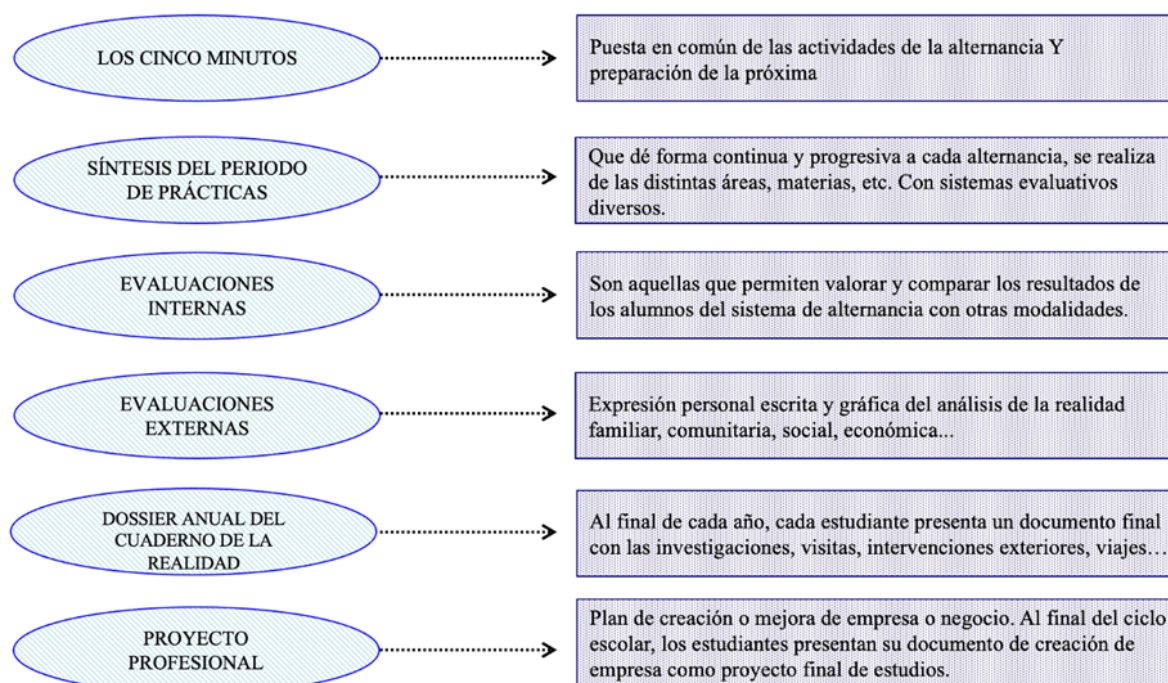 LOS CINCO MINUTOS
Puesta en común de las actividades de la alternancia Y
preparación de la próxima
SÍNTESIS DEL PERIODO
DE PRÁCTICAS
Que dé forma continua y progresiva a cada alternancia, se realiza
de las distintas áreas, materias, etc. Con sistemas evaluativos
diversos.
EVALUACIONES
INTERNAS
Son aquellas que permiten valorar y comparar los resultados de
los alumnos del sistema de alternancia con otras modalidades.
EVALUACIONES
EXTERNAS
Expresión personal escrita y gráfica del análisis de la realidad
familiar, comunitaria, social, económica...
DOSSIER ANUAL DEL
CUADERNO DE LA
REALIDAD
Al final de cada año, cada estudiante presenta un documento final
con las investigaciones, visitas, intervenciones exteriores, viajes…
PROYECTO
PROFESIONAL
Plan de creación o mejora de empresa o negocio. Al final del ciclo
escolar, los estudiantes presentan su documento de creación de
empresa como proyecto final de estudios.